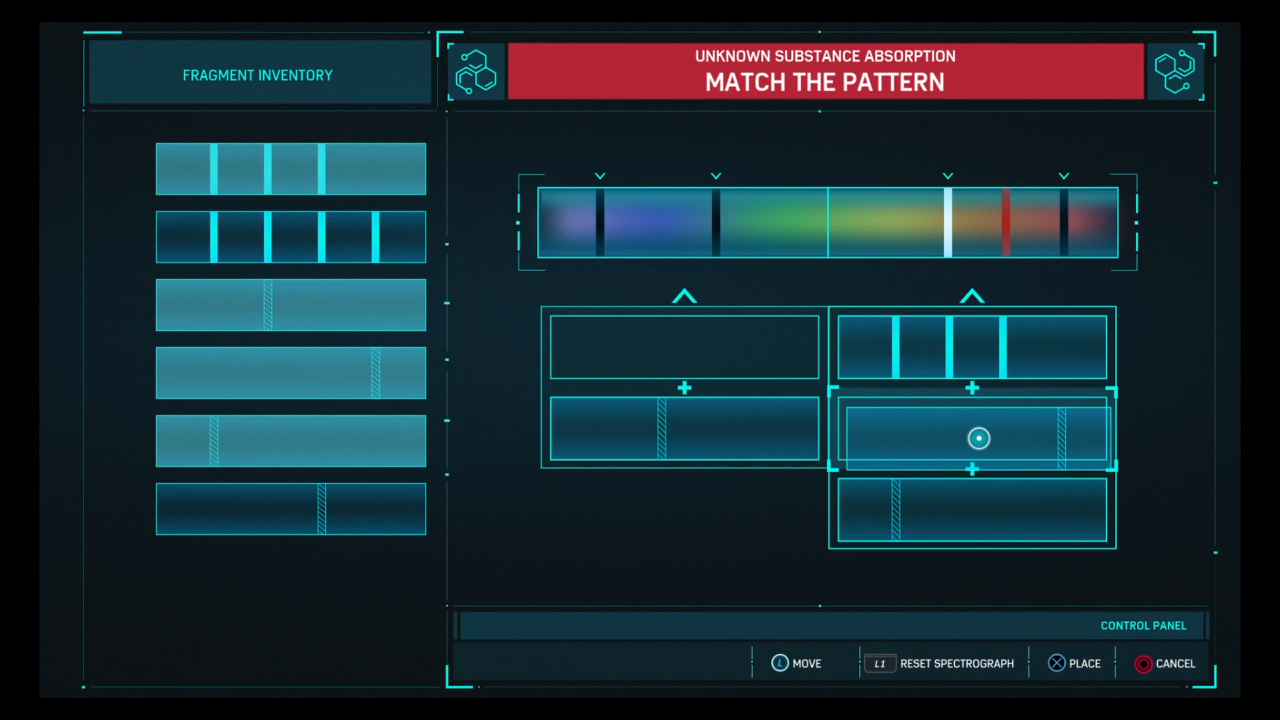 FRAGMENT INVENTORY
UNKNOWN SUBSTANCE ABSORPTION
MATCH THE PATTERN
CONTROL PANEL
L MOVE
L1 RESET SPECTROGRAPH
PLACE
CANCEL